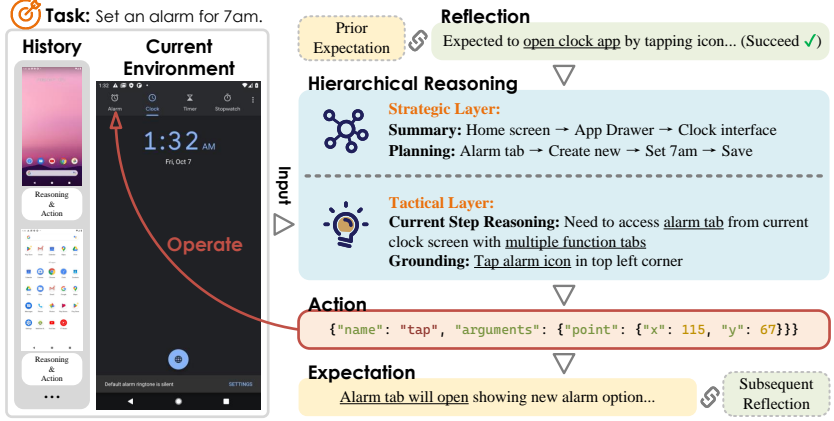 Task: Set an alarm for 7am.
History
Current
Environment
1:32
Alarm
Clock
Timer
Stopwatch
1:32 AM
Fri, Oct 7
Default alarm ringtone is silent
SETTINGS
Reasoning
&
Action
Reasoning
&
Action
...
Operate
Input
Prior
Expectation
Reflection
Expected to open clock app by tapping icon... (Succeed ✓)
Hierarchical Reasoning
Strategic Layer:
Summary: Home screen → App Drawer → Clock interface
Planning: Alarm tab → Create new → Set 7am → Save
Tactical Layer:
Current Step Reasoning: Need to access alarm tab from current
clock screen with multiple function tabs
Grounding: Tap alarm icon in top left corner
Action
{"name": "tap", "arguments": {"point": {"x": 115, "y": 67}}}
Expectation
Alarm tab will open showing new alarm option...
Subsequent
Reflection